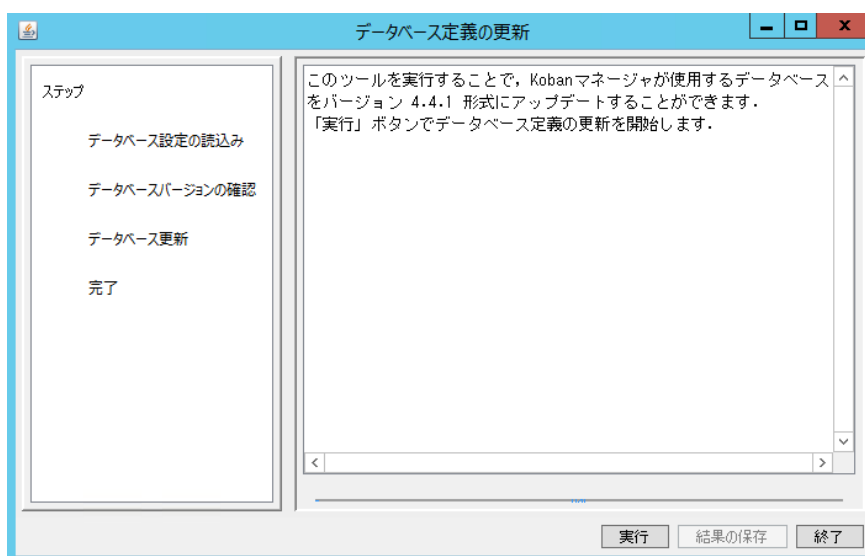 データベース定義の更新
ステップ
データベース設定の読込み
データベースバージョンの確認
データベース更新
完了
このツールを実行することで，Kobanマネージャが使用するデータベース
をバージョン 4.4.1 形式にアップデートすることができます．
「実行」ボタンでデータベース定義の更新を開始します．
実行
結果の保存
終了